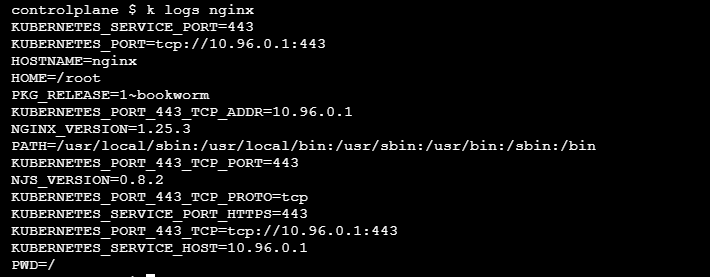 controlplane $ k logs nginx
KUBERNETES_SERVICE_PORT=443
KUBERNETES_PORT=tcp://10.96.0.1:443
HOSTNAME=nginx
HOME=/root
PKG_RELEASE=1~bookworm
KUBERNETES_PORT_443_TCP_ADDR=10.96.0.1
NGINX_VERSION=1.25.3
PATH=/usr/local/sbin:/usr/local/bin:/usr/sbin:/usr/bin:/sbin:/bin
KUBERNETES_PORT_443_TCP_PORT=443
NJS_VERSION=0.8.2
KUBERNETES_PORT_443_TCP_PROTO=tcp
KUBERNETES_SERVICE_PORT_HTTPS=443
KUBERNETES_PORT_443_TCP=tcp://10.96.0.1:443
KUBERNETES_SERVICE_HOST=10.96.0.1
PWD=/